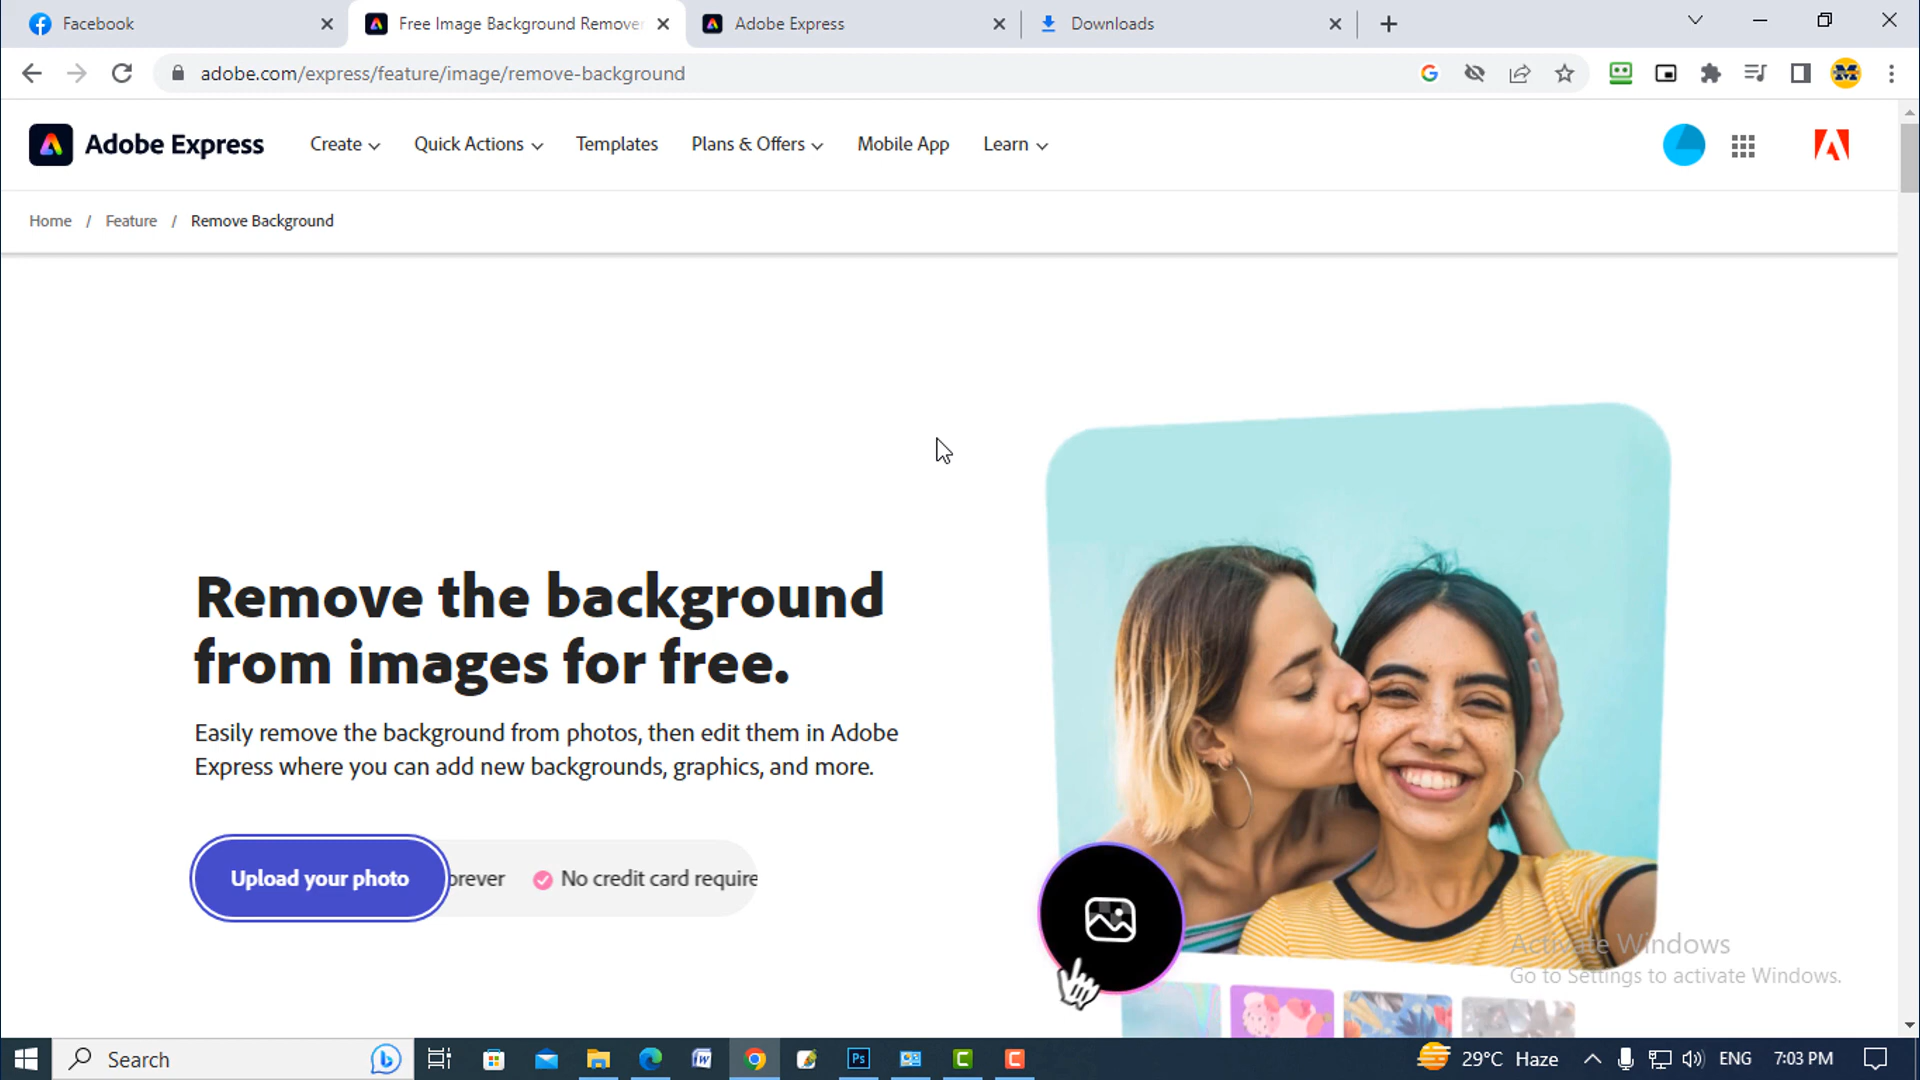 Facebook
Free Image Background Remover
Adobe Express
Downloads
adobe.com/express/feature/image/remove-background
Adobe Express
Create
Quick Actions
Templates
Plans & Offers
Mobile App
Learn
Home / Feature / Remove Background
Remove the background
from images for free.
Easily remove the background from photos, then edit them in Adobe
Express where you can add new backgrounds, graphics, and more.
Upload your photo
orever
No credit card require
Activate Windows
Go to Settings to activate Windows.
Search
29°C Haze
ENG
7:03 PM